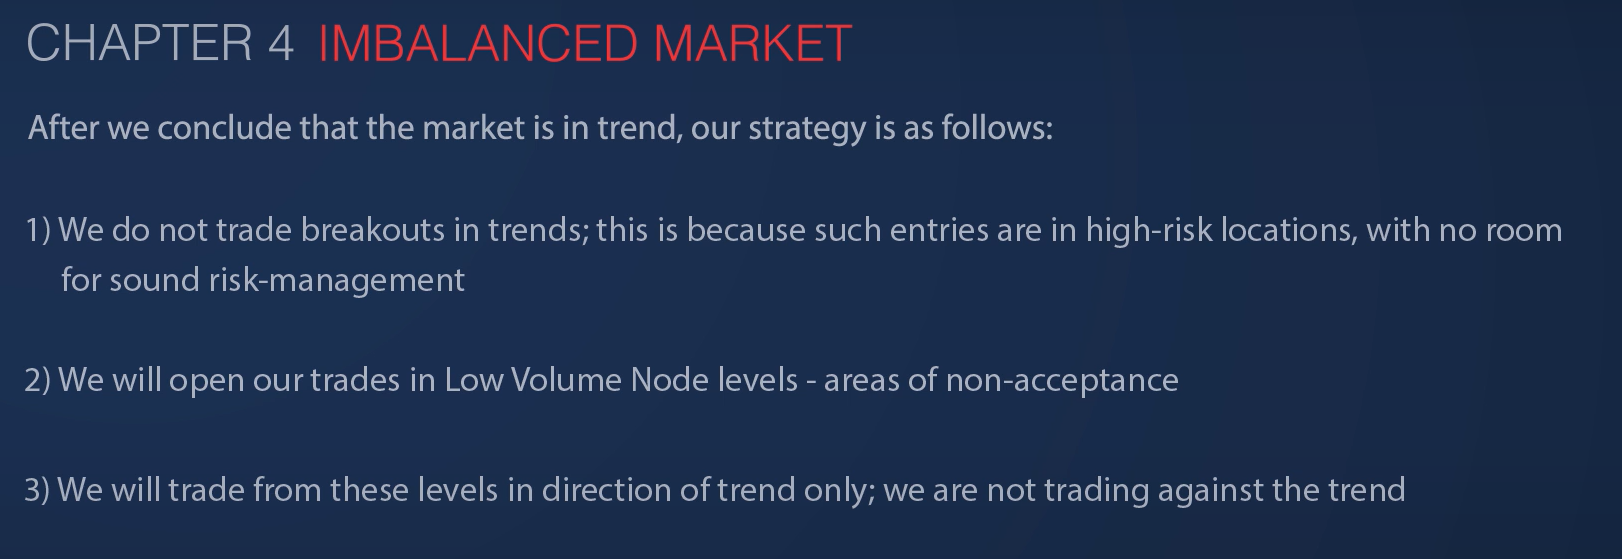 CHAPTER 4 IMBALANCED MARKET
After we conclude that the market is in trend, our strategy is as follows:
1) We do not trade breakouts in trends; this is because such entries are in high-risk locations, with no room
for sound risk-management
2) We will open our trades in Low Volume Node levels - areas of non-acceptance
3) We will trade from these levels in direction of trend only; we are not trading against the trend